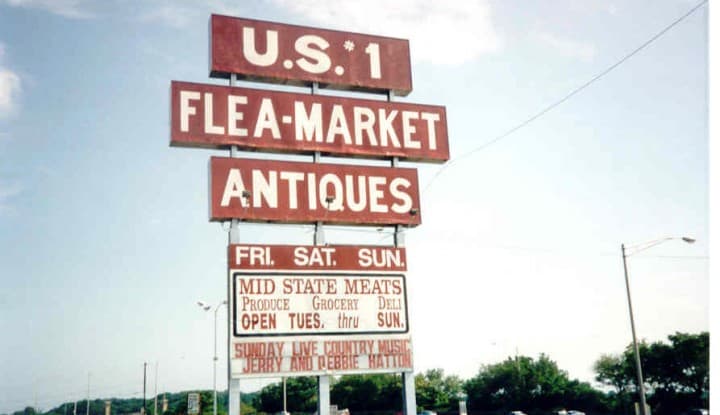 U.S.#1
FLEA-MARKET
ANTIQUES
FRI. SAT. SUN.
MID STATE MEATS
PRODUCE GROCERY DELI
OPEN TUES. thru SUN.
SUNDAY LIVE COUNTRY MUSIC
JERRY AND DEBBIE HATTON